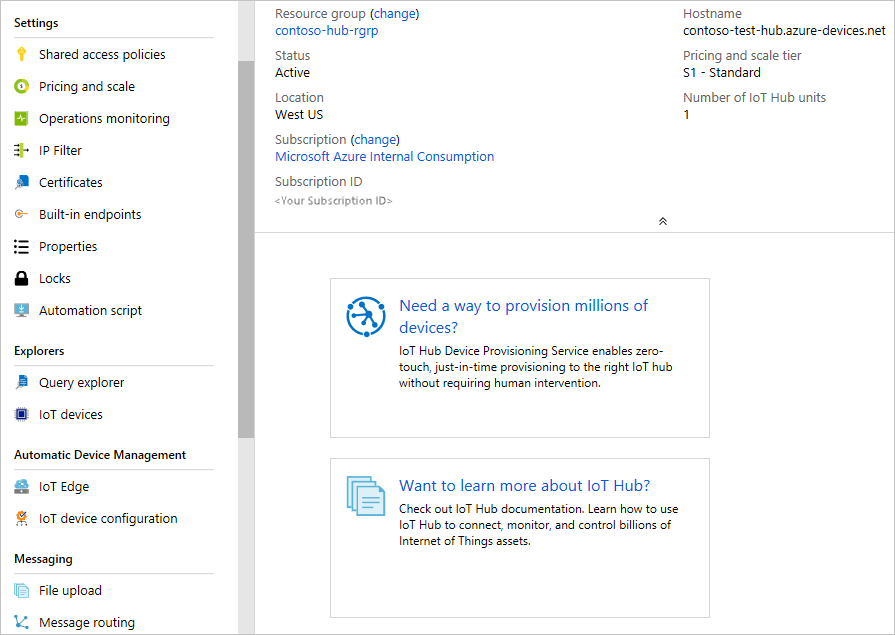 Settings
Shared access policies
Pricing and scale
Operations monitoring
IP Filter
Certificates
Built-in endpoints
Properties
Locks
Automation script
Explorers
Query explorer
IoT devices
Automatic Device Management
IoT Edge
IoT device configuration
Messaging
File upload
Message routing
Resource group (change)
contoso-hub-rgrp
Status
Active
Location
West US
Subscription (change)
Microsoft Azure Internal Consumption
Subscription ID
<Your Subscription ID>
Hostname
contoso-test-hub.azure-devices.net
Pricing and scale tier
S1 - Standard
Number of IoT Hub units
1
Need a way to provision millions of
devices?
IoT Hub Device Provisioning Service enables zero-
touch, just-in-time provisioning to the right IoT hub
without requiring human intervention.
Want to learn more about IoT Hub?
Check out IoT Hub documentation. Learn how to use
IoT Hub to connect, monitor, and control billions of
Internet of Things assets.